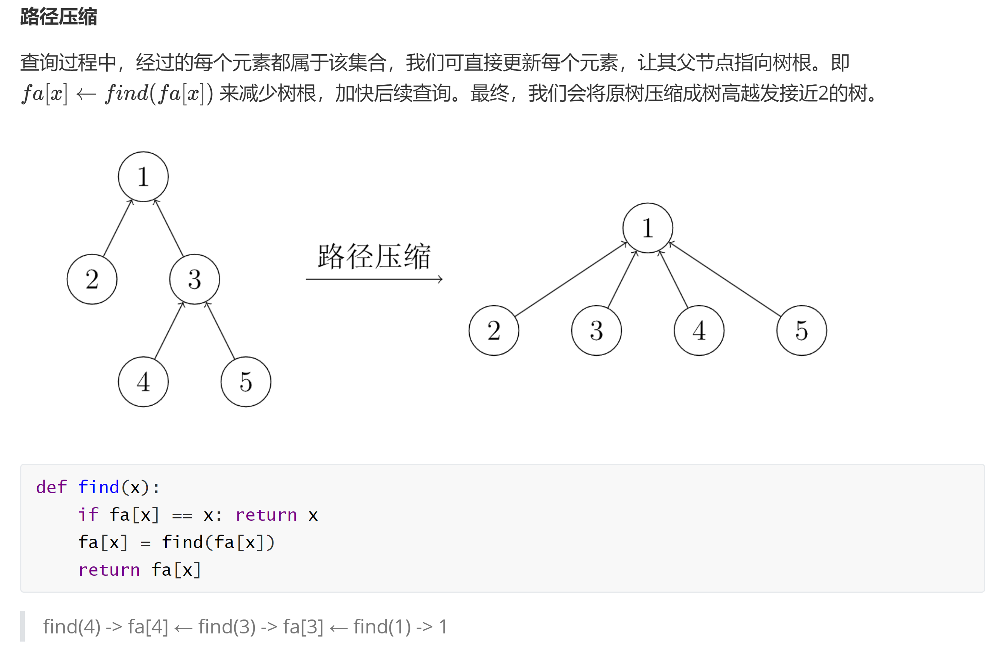 路径压缩
查询过程中，经过的每个元素都属于该集合，我们可直接更新每个元素，让其父节点指向树根。即
fa[x] ← find(fa[x]) 来减少树根，加快后续查询。最终，我们会将原树压缩成树高越发接近2的树。
1
2 3
4 5
路径压缩
1
2 3 4 5
def find(x):
    if fa[x] == x: return x
    fa[x] = find(fa[x])
    return fa[x]
find(4) -> fa[4] ← find(3) -> fa[3] ← find(1) -> 1